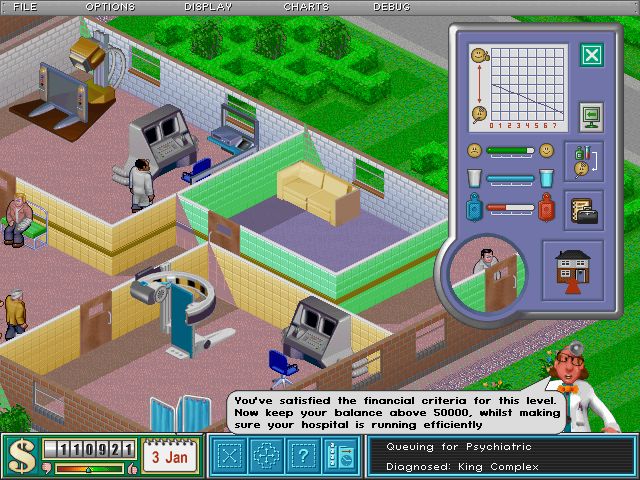 FILE OPTIONS DISPLAY CHARTS DEBUG
0 1 2 3 4 5 6 7
You've satisfied the financial criteria for this level.
Now keep your balance above 50000, whilst making
sure your hospital is running efficiently
$ 110921
3 Jan
?
Queuing for Psychiatric
Diagnosed: King Complex